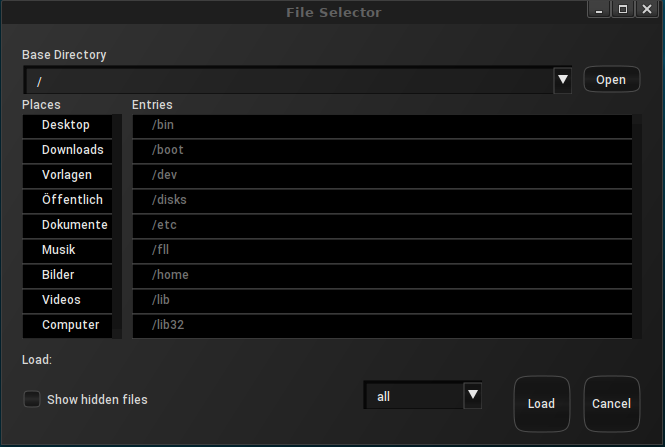 File Selector
Base Directory
/
Open
Places
Entries
Desktop
/bin
Downloads
/boot
Vorlagen
/dev
Öffentlich
/disks
Dokumente
/etc
Musik
/fll
Bilder
/home
Videos
/lib
Computer
/lib32
Load:
Show hidden files
all
Load
Cancel